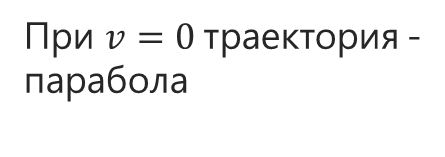 При 𝑣 = 0 траектория -
парабола